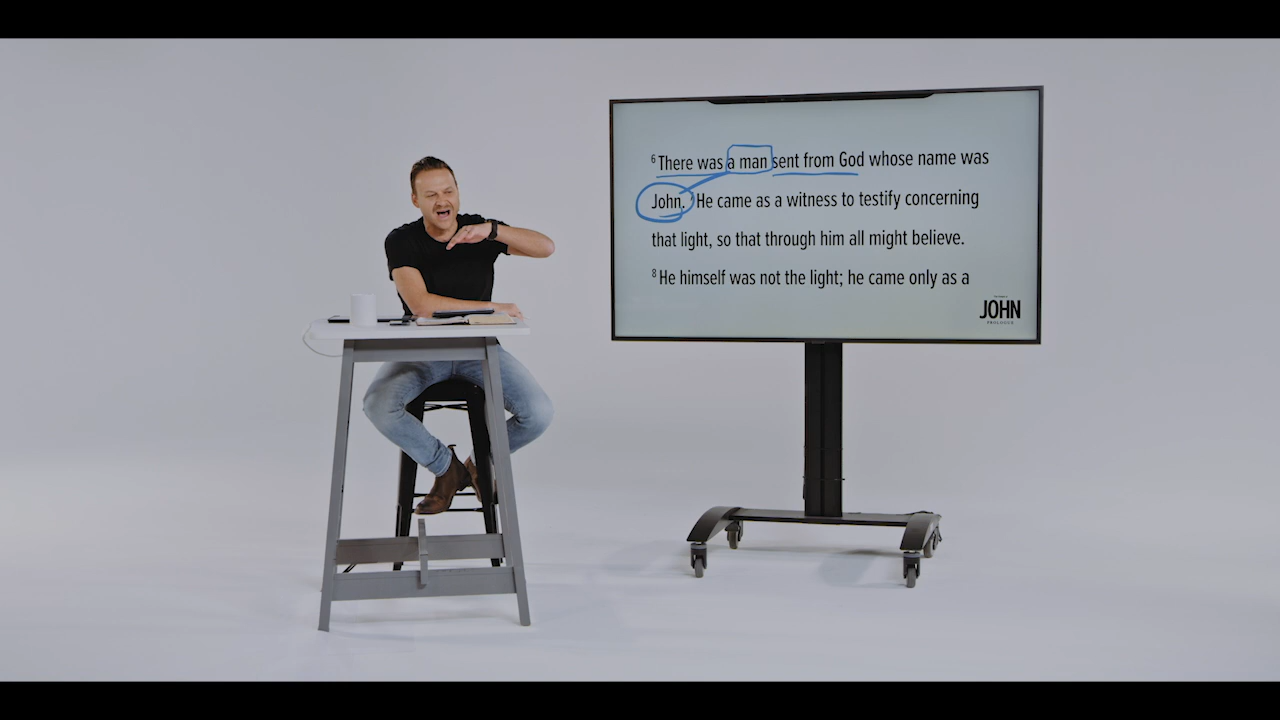 6 There was a man sent from God whose name was
John. He came as a witness to testify concerning
that light, so that through him all might believe.
8 He himself was not the light; he came only as a
JOHN
PROLOGUE